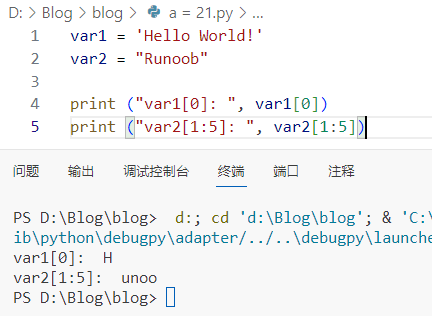 D: > Blog > blog > a = 21.py > ...
1 var1 = 'Hello World!'
2 var2 = "Runoob"
3
4 print ("var1[0]: ", var1[0])
5 print ("var2[1:5]: ", var2[1:5])
问题 输出 调试控制台 终端 端口 注释
PS D:\Blog\blog>  d:; cd 'd:\Blog\blog'; & 'C:\
ib\python\debugpy\adapter/../..\debugpy\launche
var1[0]:  H
var2[1:5]:  unoo
PS D:\Blog\blog>